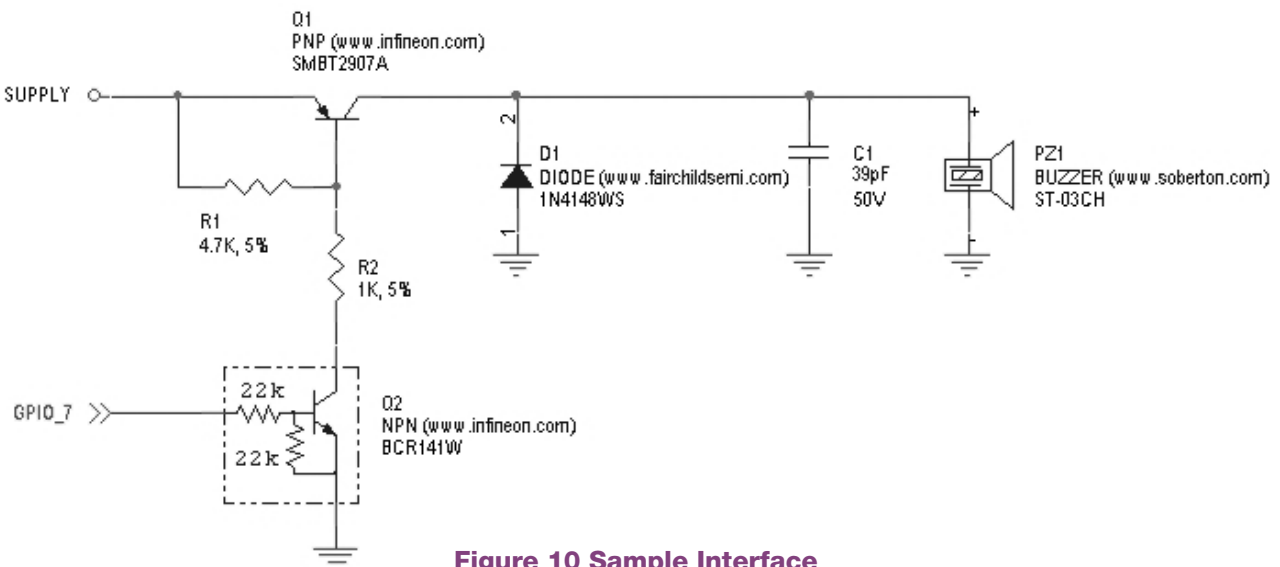 Q1
PNP (www.infineon.com)
SMBT2907A
SUPPLY
R1
4.7K, 5%
R2
1K, 5%
2
1
D1
DIODE (www.fairchildsemi.com)
1N4148WS
C1
39pF
50V
+
-
PZ1
BUZZER (www.soberton.com)
ST-03CH
GPIO_7
22k
22k
Q2
NPN (www.infineon.com)
BCR141W
Figure 10 Sample Interface